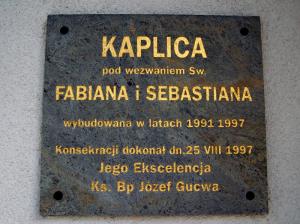 KAPLICA
pod wezwaniem Św.
FABIANA i SEBASTIANA
wybudowana w latach 1991 1997
Konsekracji dokonał dn.25 VIII 1997
Jego Ekscelencja
Ks. Bp Józef Gucwa